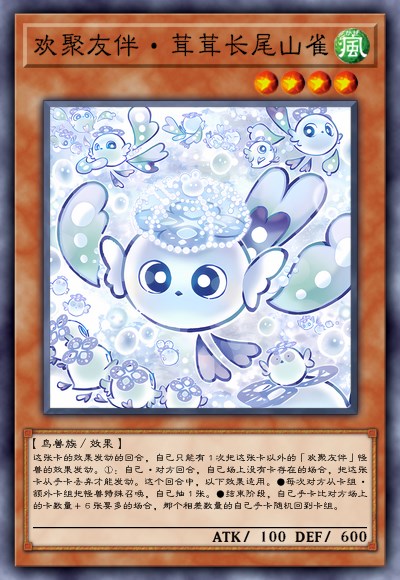 欢聚友伴·茸茸长尾山雀
風
【鸟兽族/效果】
这张卡的效果发动的回合，自己只能有1次把这张卡以外的「欢聚友伴」怪
兽的效果发动。①：自己·对方回合，自己场上没有卡存在的场合，把这张
卡从手卡丢弃才能发动。这个回合中，以下效果适用。●每次对方从卡组·
额外卡组把怪兽特殊召唤，自己抽1张。●结束阶段，自己手卡比对方场上
的卡数量+6张要多的场合，那个相差数量的自己手卡随机回到卡组。
ATK/ 100 DEF/ 600